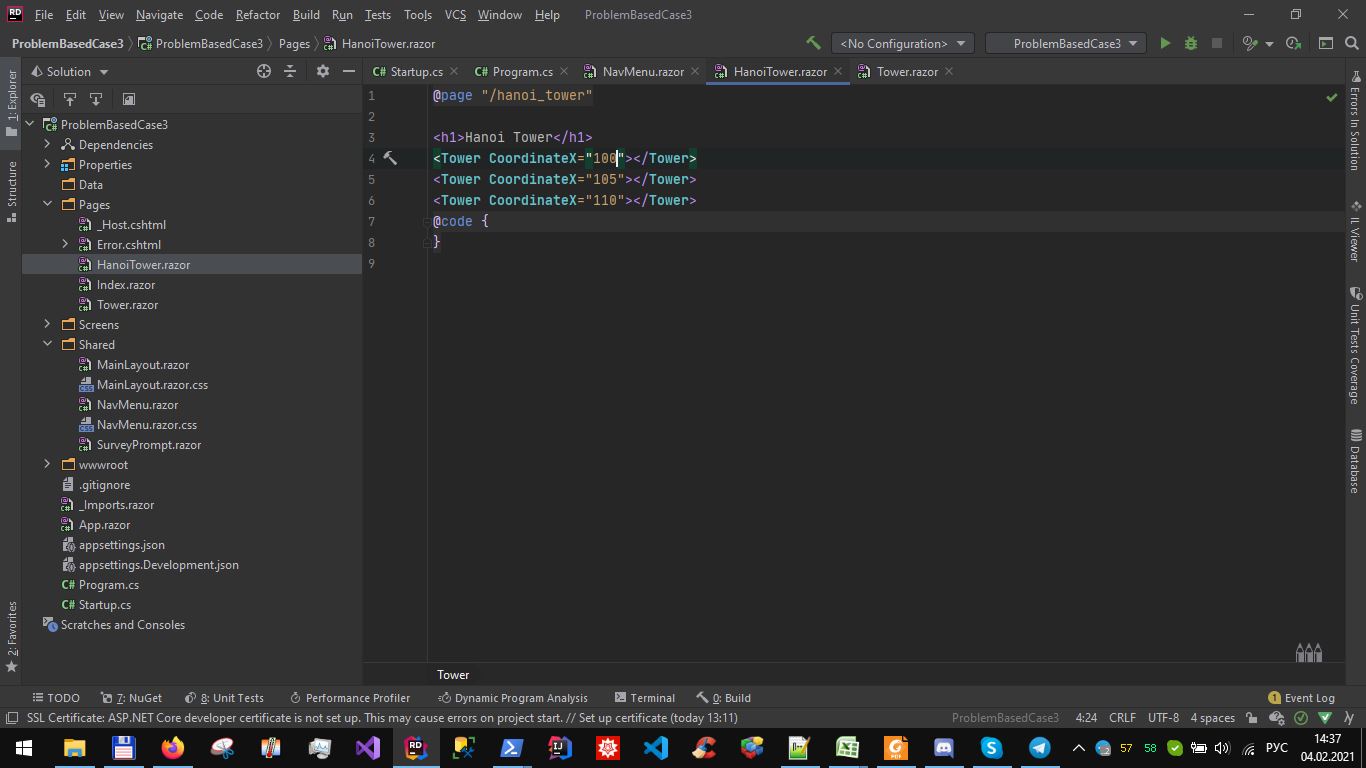 RD File Edit View Navigate Code Refactor Build Run Tests Tools VCS Window Help ProblemBasedCase3
ProblemBasedCase3 ProblemBasedCase3 Pages HanoiTower.razor <No Configuration> ProblemBasedCase3
Solution
C# Startup.cs C# Program.cs NavMenu.razor HanoiTower.razor Tower.razor
1: Explorer
Structure
2: Favorites
ProblemBasedCase3
Dependencies
Properties
Data
Pages
_Host.cshtml
Error.cshtml
HanoiTower.razor
Index.razor
Tower.razor
Screens
Shared
MainLayout.razor
MainLayout.razor.css
NavMenu.razor
NavMenu.razor.css
SurveyPrompt.razor
wwwroot
.gitignore
_Imports.razor
App.razor
appsettings.json
appsettings.Development.json
C# Program.cs
C# Startup.cs
Scratches and Consoles
1 @page "/hanoi_tower"
2
3 <h1>Hanoi Tower</h1>
4 <Tower CoordinateX="100"></Tower>
5 <Tower CoordinateX="105"></Tower>
6 <Tower CoordinateX="110"></Tower>
7 @code {
8 }
9
Tower
Errors In Solution
IL Viewer
Unit Tests Coverage
Database
TODO 7: NuGet 8: Unit Tests Performance Profiler Dynamic Program Analysis Terminal 0: Build 1 Event Log
SSL Certificate: ASP.NET Core developer certificate is not set up. This may cause errors on project start. // Set up certificate (today 13:11) ProblemBasedCase3 4:24 CRLF UTF-8 4 spaces
RD 57 58 РУС 14:37
04.02.2021